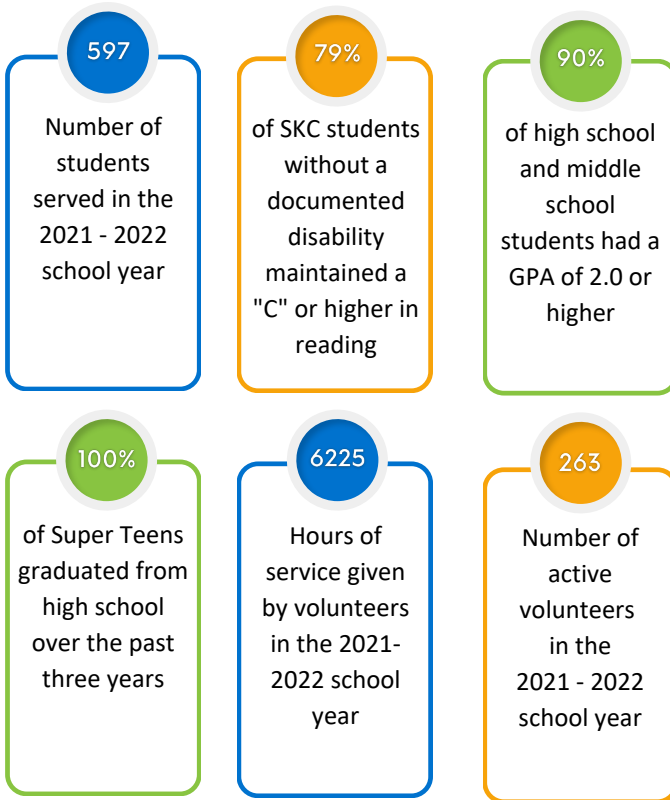 597
Number of
students
served in the
2021 - 2022
school year
79%
of SKC students
without a
documented
disability
maintained a
"C" or higher in
reading
90%
of high school
and middle
school
students had a
GPA of 2.0 or
higher
100%
of Super Teens
graduated from
high school
over the past
three years
6225
Hours of
service given
by volunteers
in the 2021-
2022 school
year
263
Number of
active
volunteers
in the
2021 - 2022
school year